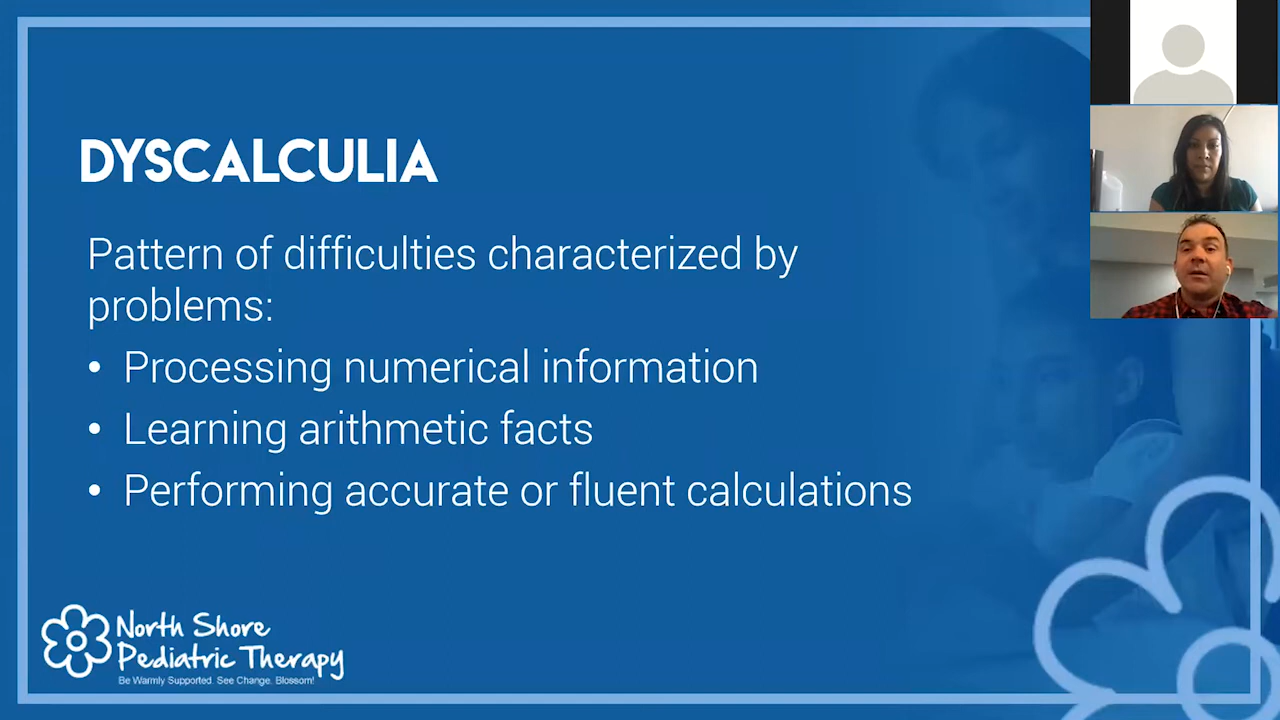 DYSCALCULIA
Pattern of difficulties characterized by
problems:
• Processing numerical information
• Learning arithmetic facts
• Performing accurate or fluent calculations
North Shore
Pediatric Therapy
Be Warmly Supported. See Change. Blossom!